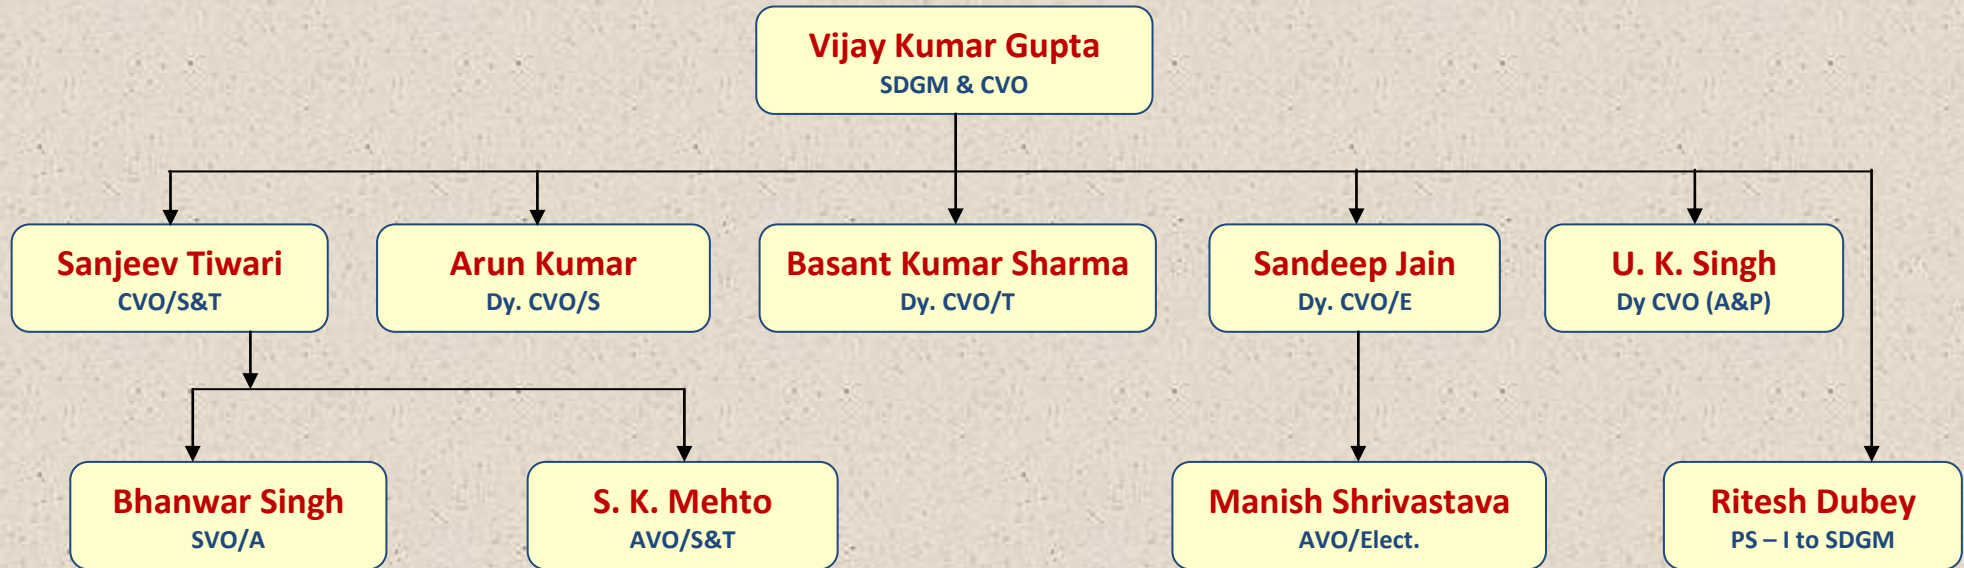 Vijay Kumar Gupta
SDGM & CVO
Sanjeev Tiwari
CVO/S&T
Arun Kumar
Dy. CVO/S
Basant Kumar Sharma
Dy. CVO/T
Sandeep Jain
Dy. CVO/E
U. K. Singh
Dy CVO (A&P)
Bhanwar Singh
SVO/A
S. K. Mehto
AVO/S&T
Manish Shrivastava
AVO/Elect.
Ritesh Dubey
PS – I to SDGM